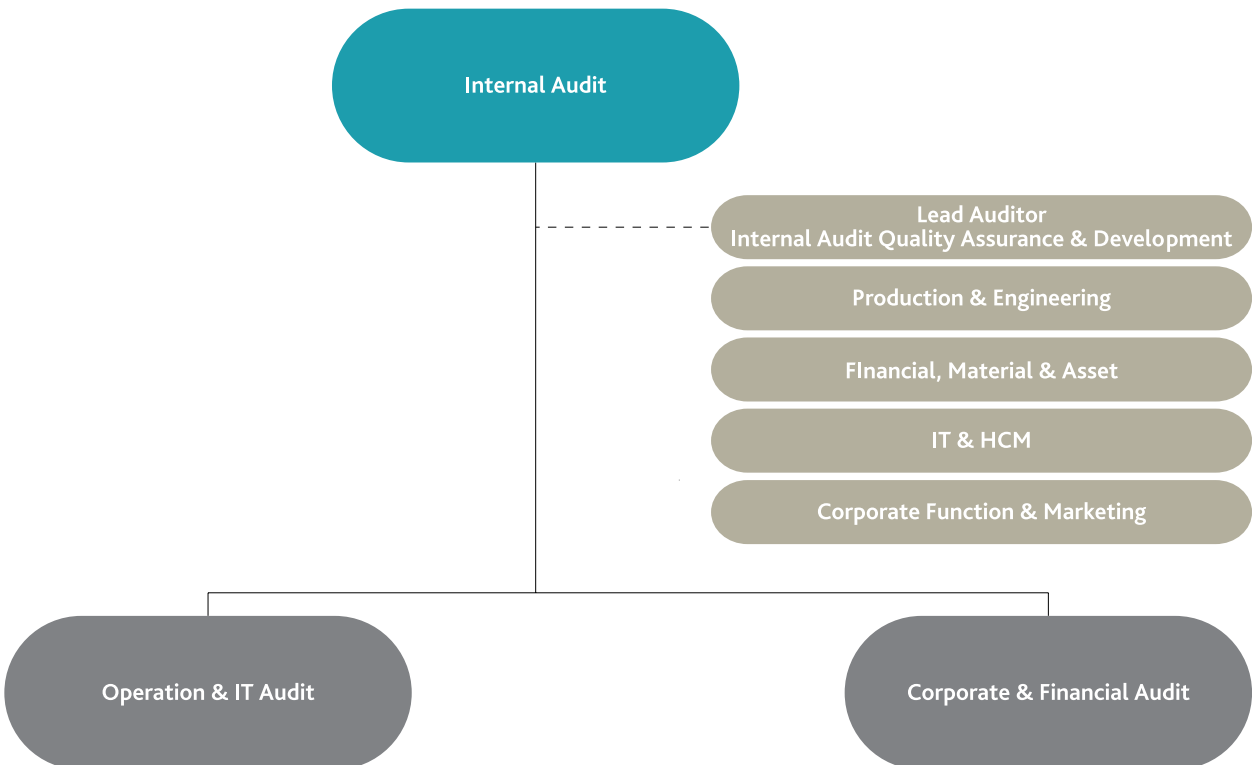 Internal Audit
Lead Auditor
Internal Audit Quality Assurance & Development
Production & Engineering
FInancial, Material & Asset
IT & HCM
Corporate Function & Marketing
Operation & IT Audit
Corporate & Financial Audit